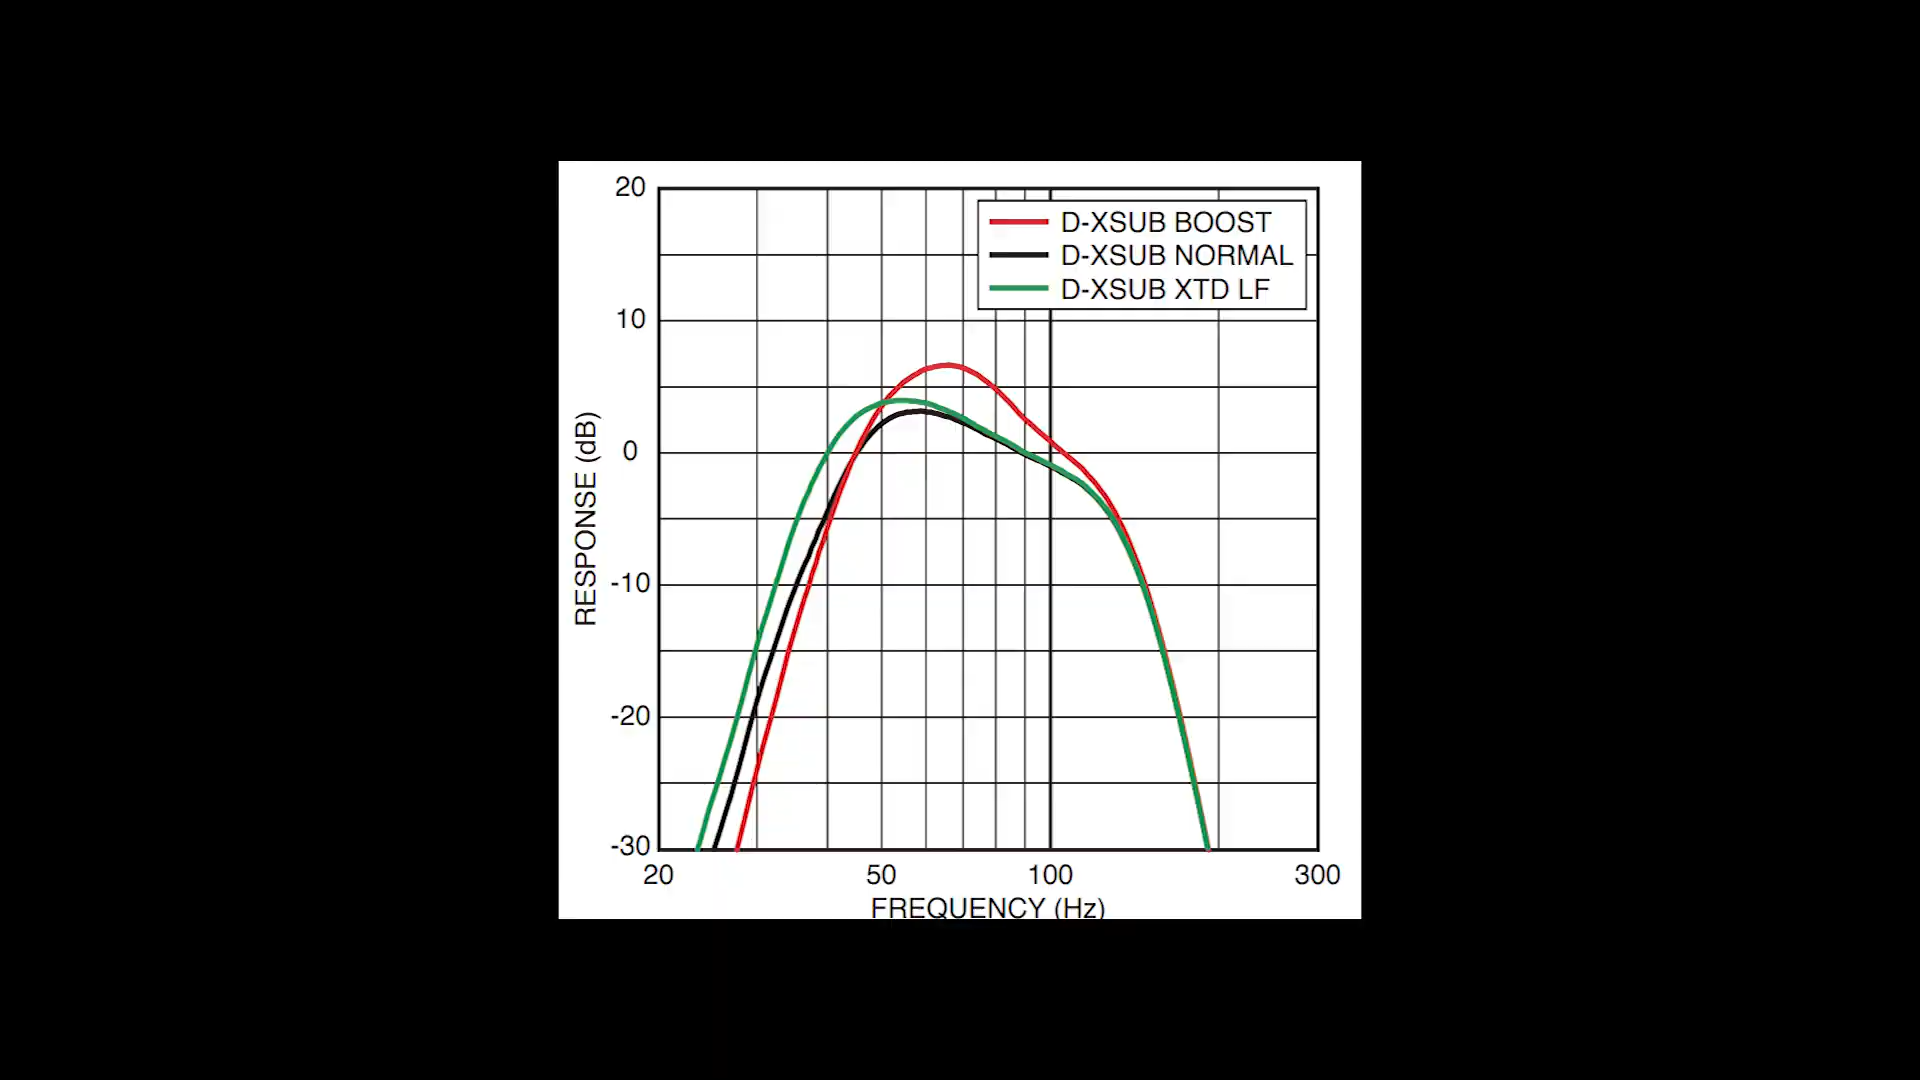 20
D-XSUB BOOST
D-XSUB NORMAL
D-XSUB XTD LF
10
0
-10
-20
-30
RESPONSE (dB)
20 50 100 300
FREQUENCY (Hz)